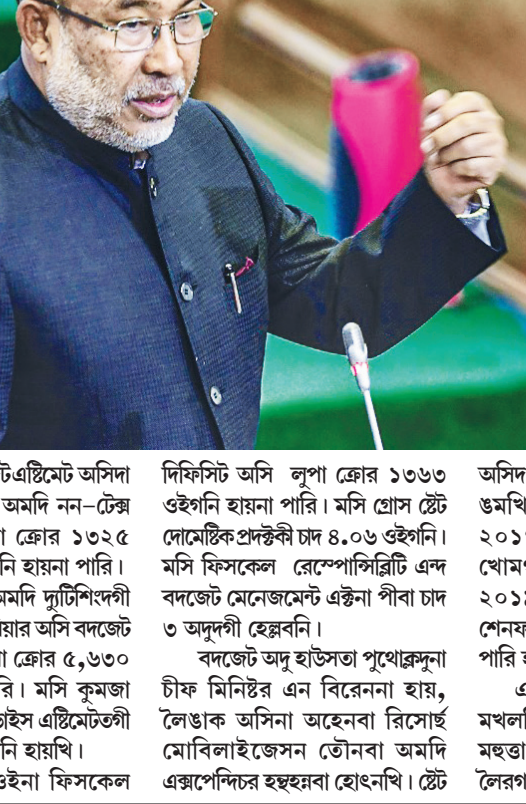 টএষ্টিমেট অসিদা
অমদি নন–টেক্স
ক্রোর ১৩২৫
নি হায়না পারি।
অমদি দ্যুটিশিংদগী
য়ার অসি বদজেট
ক্রোর ৫,৬৩০
রি। মসি কুমজা
ভাইস এষ্টিমেটতগী
নি হায়খি।
ওইনা ফিসকেল
দিফিসিট অসি লুপা ক্রোর ১৩৬৩
ওইগনি হায়না পারি। মসি গ্রোস ষ্টেট
দোমেষ্টিক প্রদক্টকী চাদ ৪.০৬ ওইগনি।
মসি ফিসকেল রেস্পোন্সিব্লিটি এন্দ
বদজেট মেনেজমেন্ট এক্টনা পীবা চাদ
৩ অদুদগী হেল্লবনি।
বদজেট অদু হাউসতা পুথোক্লদুনা
চীফ মিনিষ্টর এন বিরেননা হায়,
লৈঙাক অসিনা অহেনবা রিসোর্ছ
মোবিলাইজেসন তৌনবা অমদি
এক্সপেন্দিচর হন্থহন্নবা হোৎনখি। ষ্টেট
অসিদ
ঙমখি
২০১
খোমগ
২০১
শেনফ
পারি হ
এ
মখলগি
মহুত্তা
লৈরগ